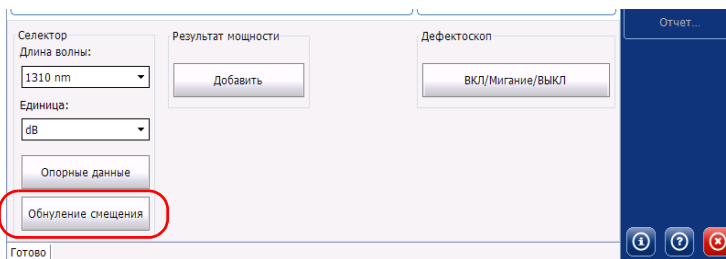 Отчет...
Селектор
Длина волны:
1310 nm
Единица:
dB
Опорные данные
Обнуление смещения
Результат мощности
Добавить
Дефектоскоп
ВКЛ/Мигание/ВЫКЛ
Готово